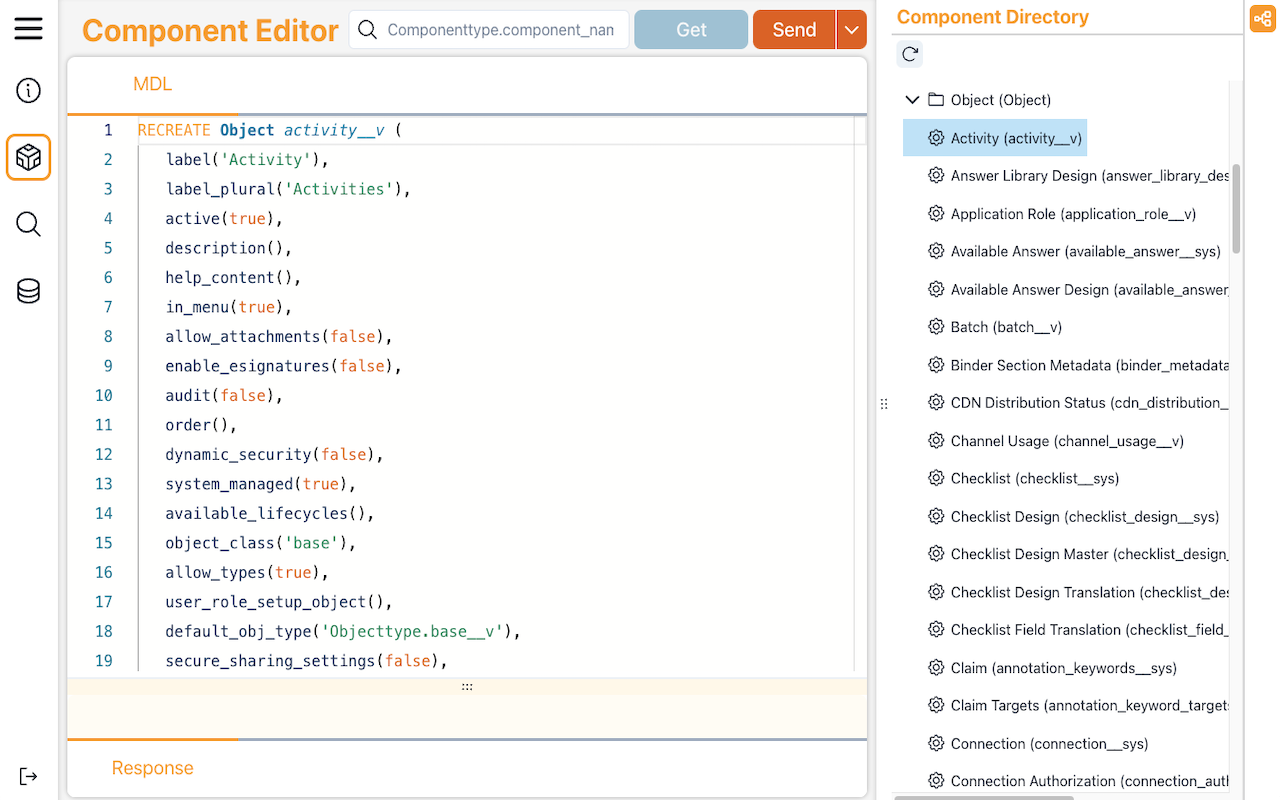 Component Editor
Componenttype.component_nam
Get
Send
MDL
1 RECREATE Object activity__v (
2 label('Activity'),
3 label_plural('Activities'),
4 active(true),
5 description(),
6 help_content(),
7 in_menu(true),
8 allow_attachments(false),
9 enable_esignatures(false),
10 audit(false),
11 order(),
12 dynamic_security(false),
13 system_managed(true),
14 available_lifecycles(),
15 object_class('base'),
16 allow_types(true),
17 user_role_setup_object(),
18 default_obj_type('Objecttype.base__v'),
19 secure_sharing_settings(false),
Response
Component Directory
Object (Object)
Activity (activity__v)
Answer Library Design (answer_library_des
Application Role (application_role__v)
Available Answer (available_answer__sys)
Available Answer Design (available_answer_
Batch (batch__v)
Binder Section Metadata (binder_metadata
CDN Distribution Status (cdn_distribution_
Channel Usage (channel_usage__v)
Checklist (checklist__sys)
Checklist Design (checklist_design__sys)
Checklist Design Master (checklist_design_
Checklist Design Translation (checklist_des
Checklist Field Translation (checklist_field_
Claim (annotation_keywords__sys)
Claim Targets (annotation_keyword_targets
Connection (connection__sys)
Connection Authorization (connection_auth